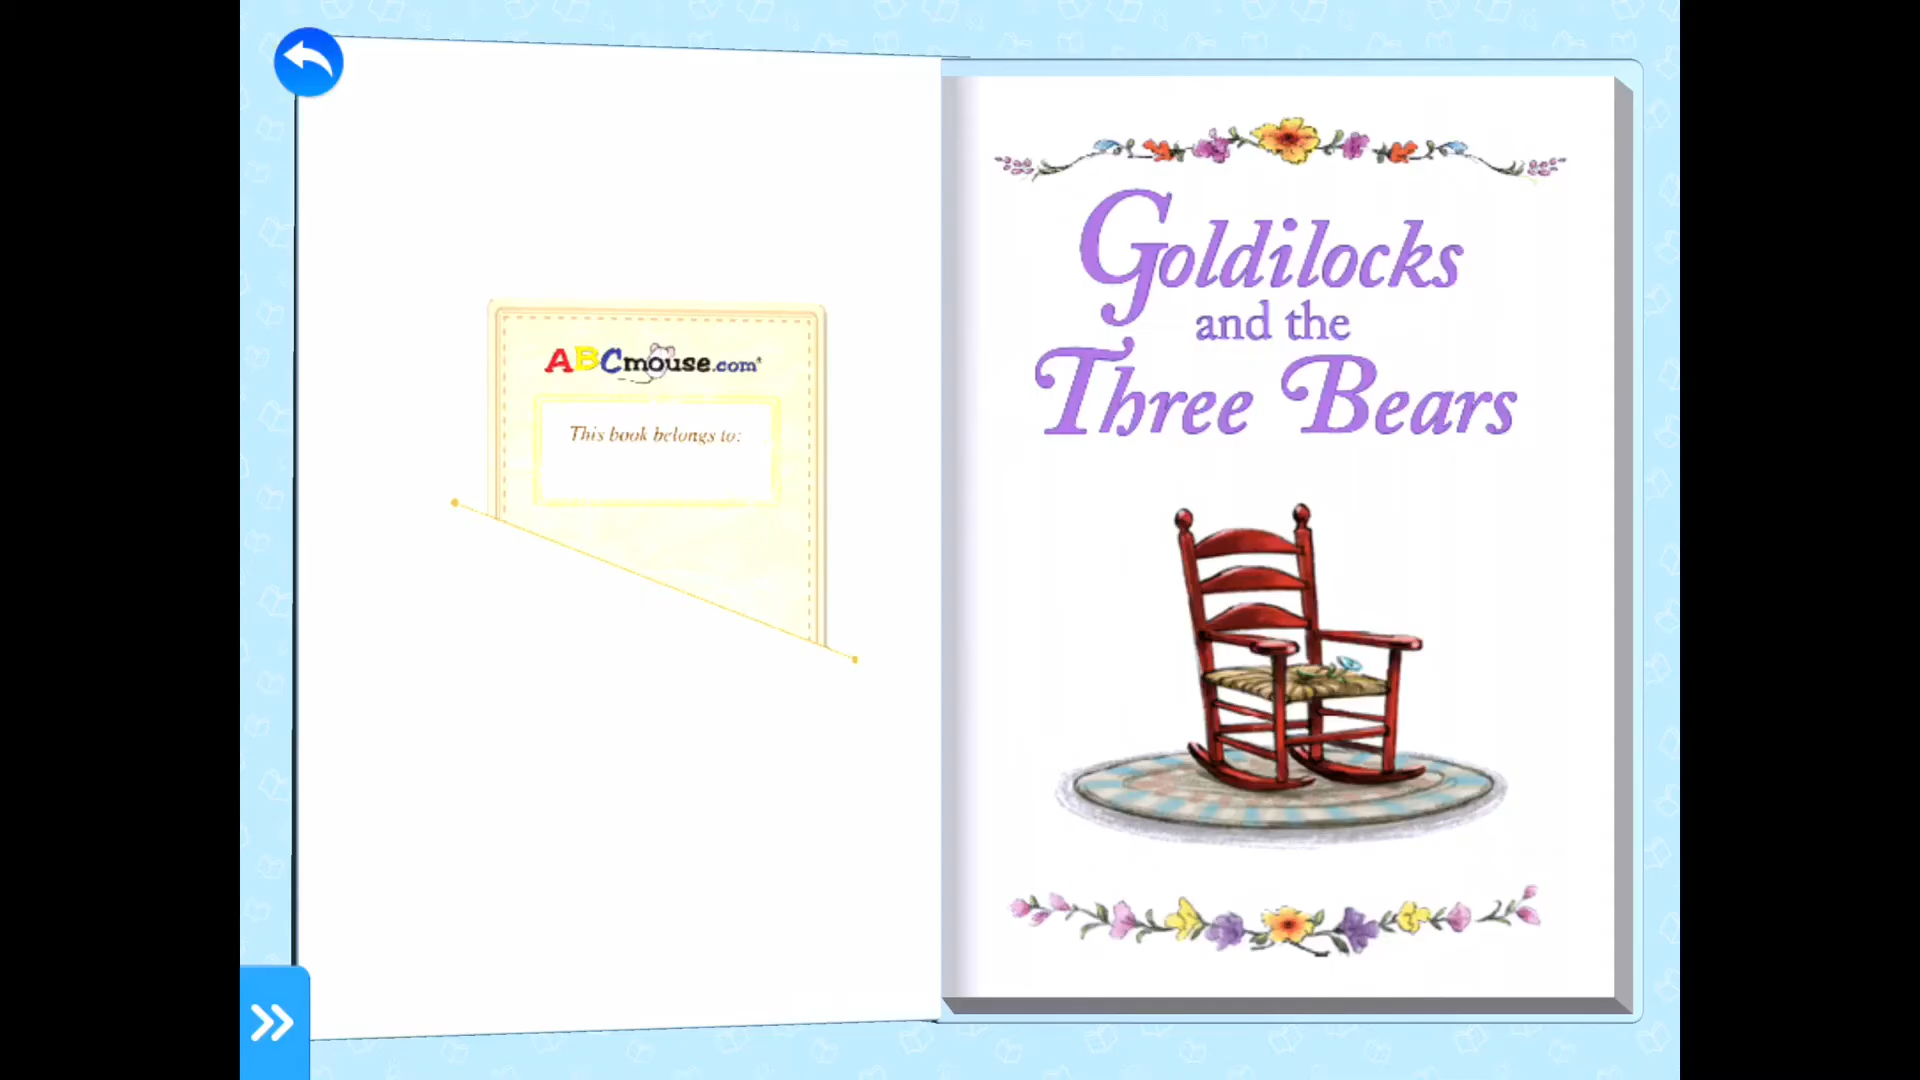 ABCmouse.com
This book belongs to:
Goldilocks
and the
Three Bears